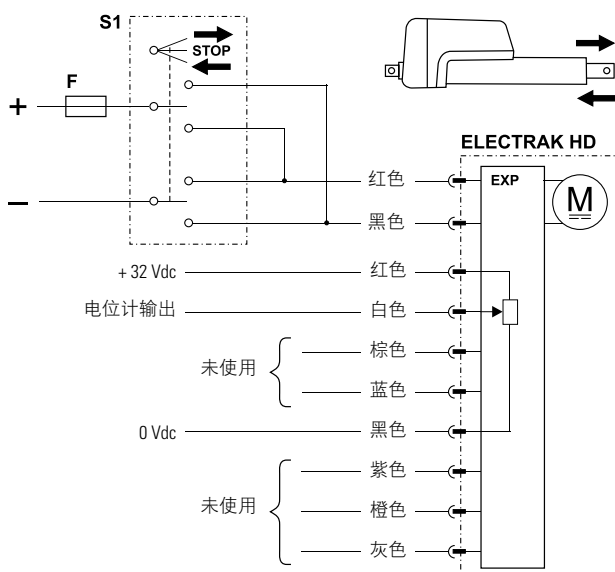 S1
STOP
F
+
–
ELECTRAK HD
EXP
M
红色
黑色
+ 32 Vdc 红色
电位计输出 白色
未使用
棕色
蓝色
0 Vdc 黑色
未使用
紫色
橙色
灰色